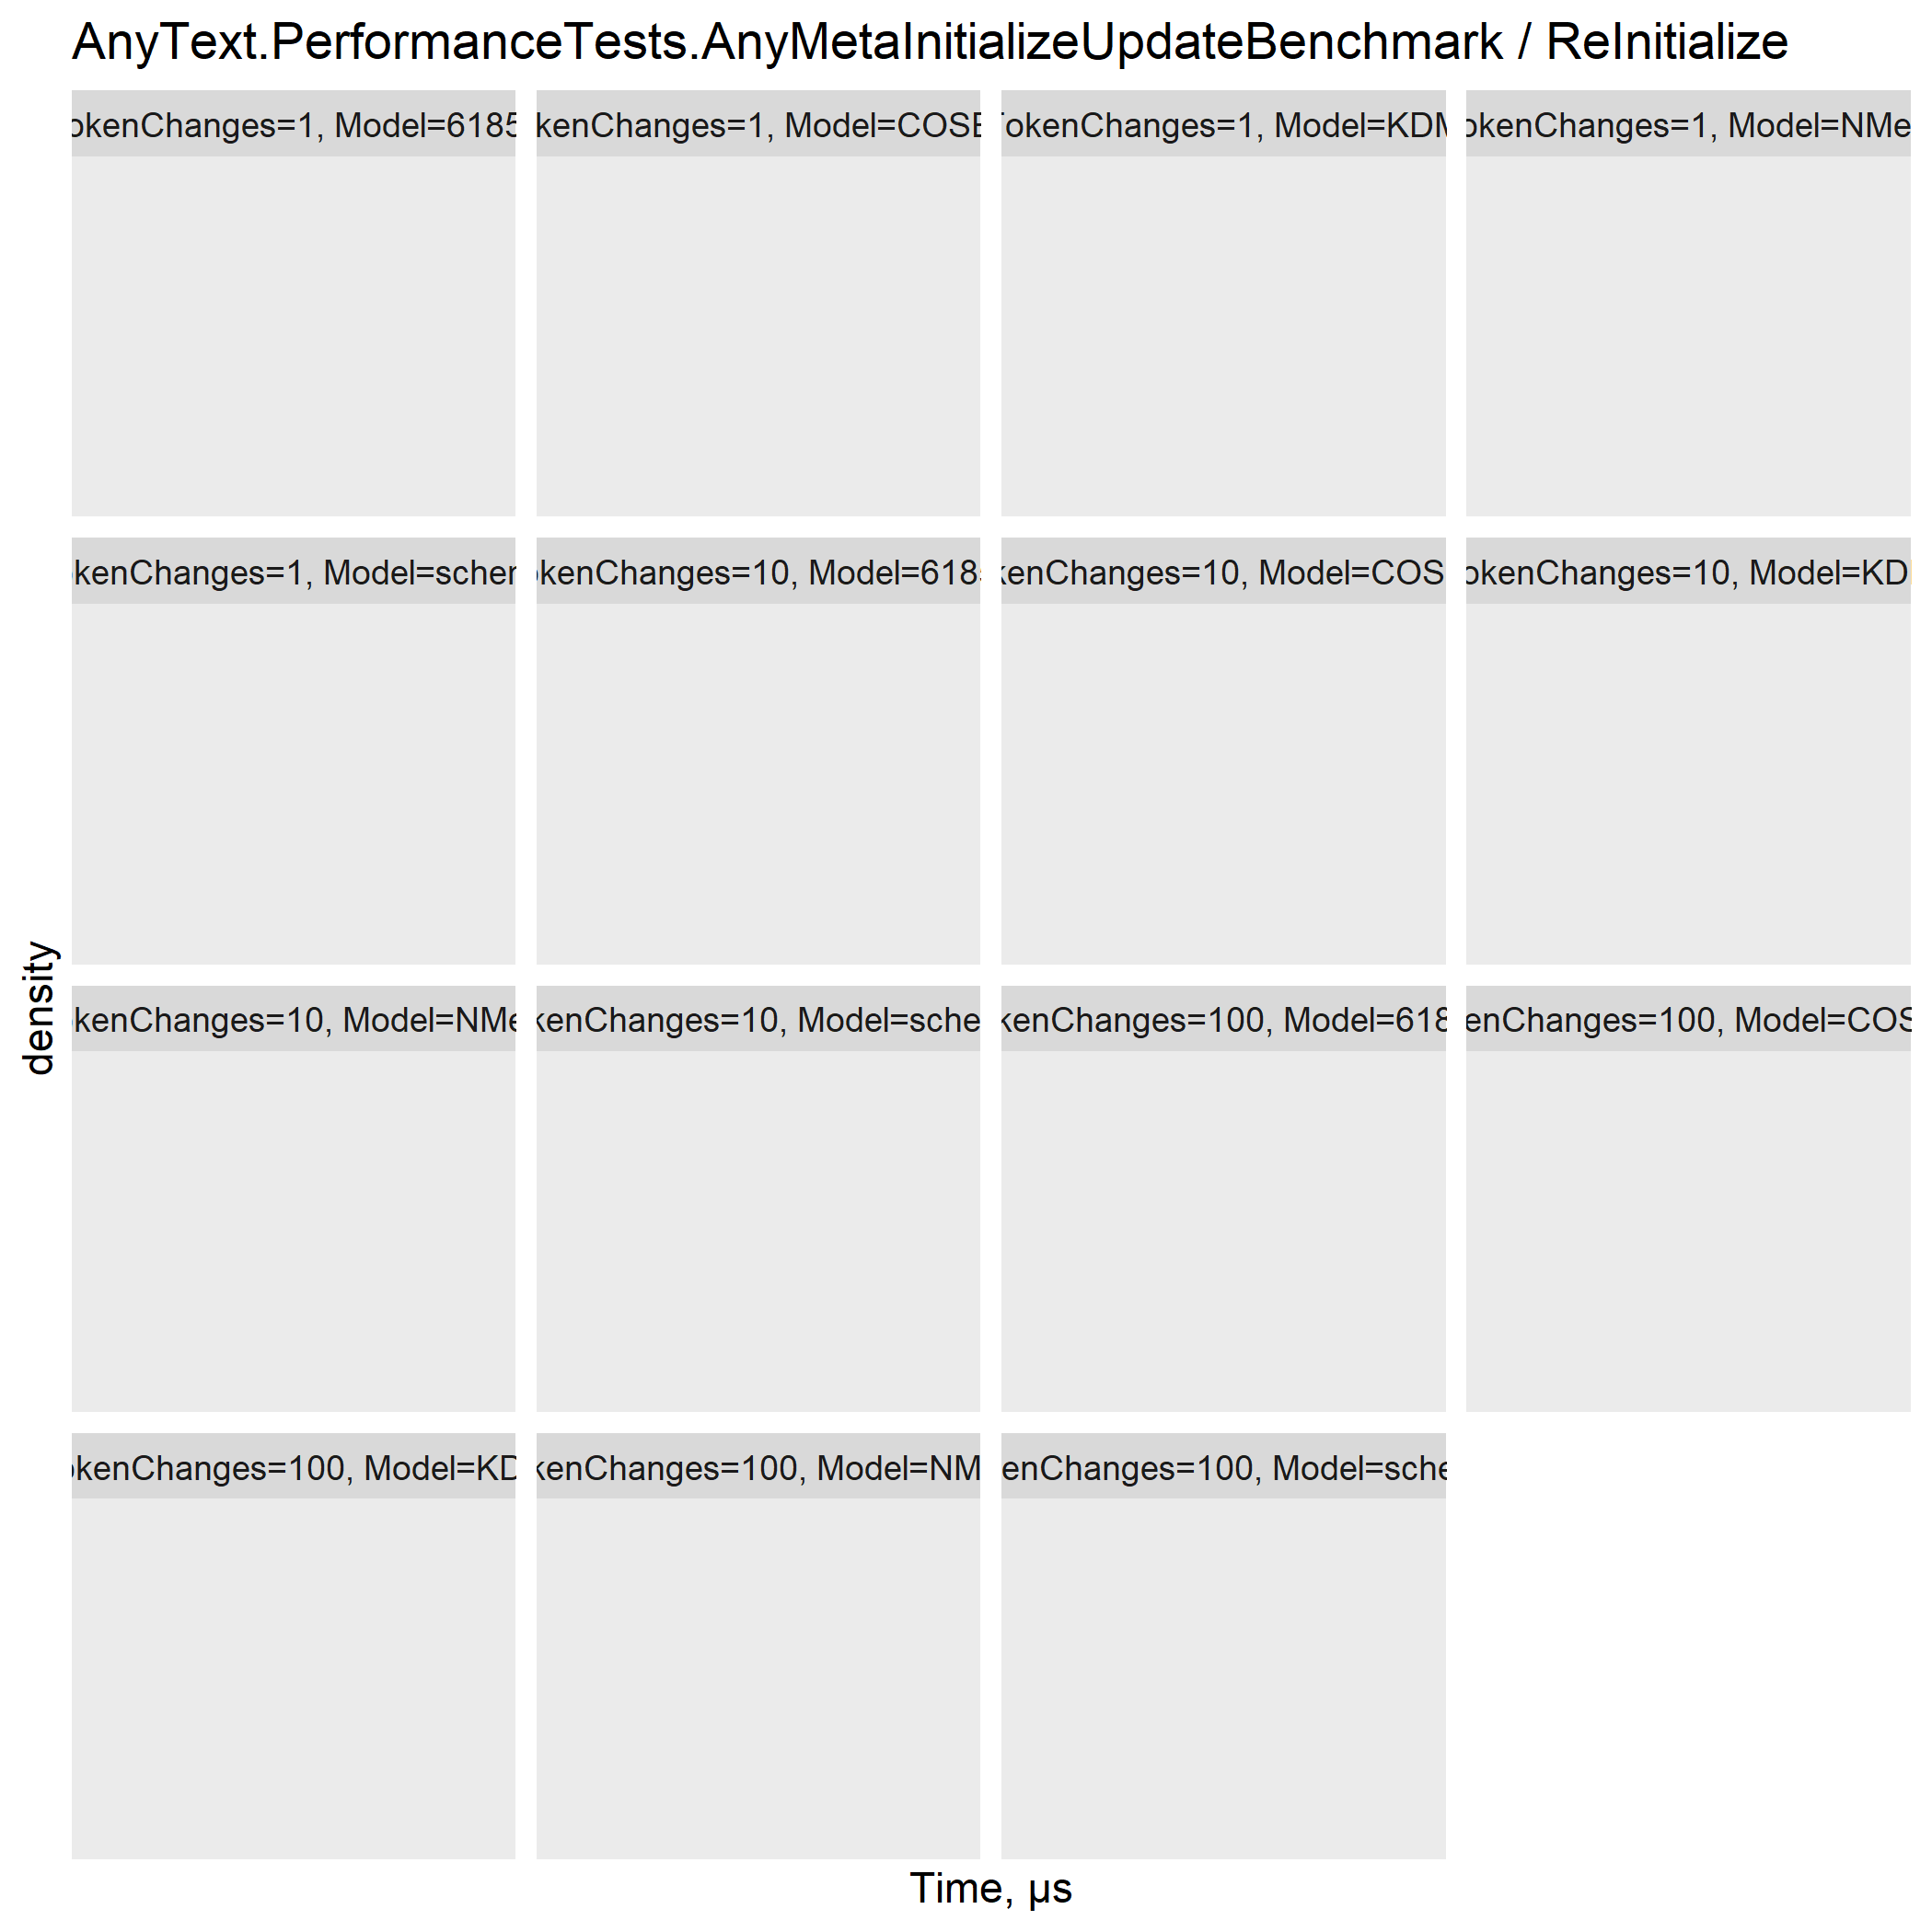 AnyText.PerformanceTests.AnyMetaInitializeUpdateBenchmark / ReInitialize
okenChanges=1, Model=6185
kenChanges=1, Model=COSE
TokenChanges=1, Model=KDM
okenChanges=1, Model=NMe
kenChanges=1, Model=schem
okenChanges=10, Model=618
kenChanges=10, Model=COS
okenChanges=10, Model=KD
kenChanges=10, Model=NMe
kenChanges=10, Model=sche
kenChanges=100, Model=618
enChanges=100, Model=COS
okenChanges=100, Model=KD
kenChanges=100, Model=NM
enChanges=100, Model=sche
density
Time, µs